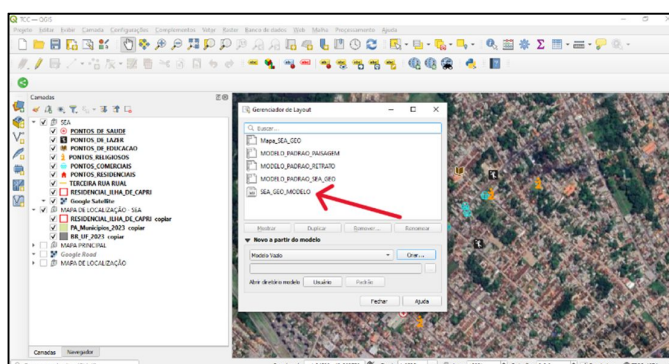 TCC — QGIS
Projeto Editar Exibir Camada Configurações Complementos Vetor Raster Banco de dados Web Malha Processamento Ajuda
Camadas
SEA
PONTOS_DE_SAUDE
PONTOS_DE_LAZER
PONTOS_DE_EDUCACAO
PONTOS_RELIGIOSOS
PONTOS_COMERCIAIS
PONTOS_RESIDENCIAIS
TERCEIRA RUA RURAL
RESIDENCIAL_ILHA_DE_CAPRI
Google Satellite
MAPA DE LOCALIZAÇÃO - SEA
RESIDENCIAL_ILHA_DE_CAPRI copiar
PA_Municipios_2023 copiar
BR_UF_2023 copiar
MAPA PRINCIPAL
Google Road
MAPA DE LOCALIZAÇÃO
Camadas Navegador
Gerenciador de Layout
Buscar...
Mapa_SEA_GEO
MODELO_PADRAO_PAISAGEM
MODELO_PADRAO_RETRATO
MODELO_PADRAO_SEA_GEO
SEA_GEO_MODELO
Mostrar Duplicar Remover... Renomear
Novo a partir do modelo
Modelo Vazio Criar...
Abrir diretório modelo Usuário Padrão
Fechar Ajuda